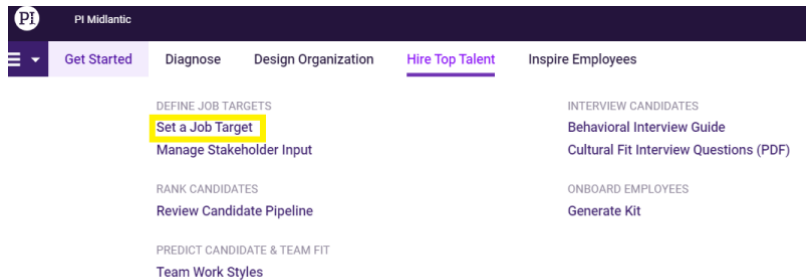 PI PI Midlantic
Get Started Diagnose Design Organization Hire Top Talent Inspire Employees
DEFINE JOB TARGETS
Set a Job Target
Manage Stakeholder Input
RANK CANDIDATES
Review Candidate Pipeline
PREDICT CANDIDATE & TEAM FIT
Team Work Styles
INTERVIEW CANDIDATES
Behavioral Interview Guide
Cultural Fit Interview Questions (PDF)
ONBOARD EMPLOYEES
Generate Kit